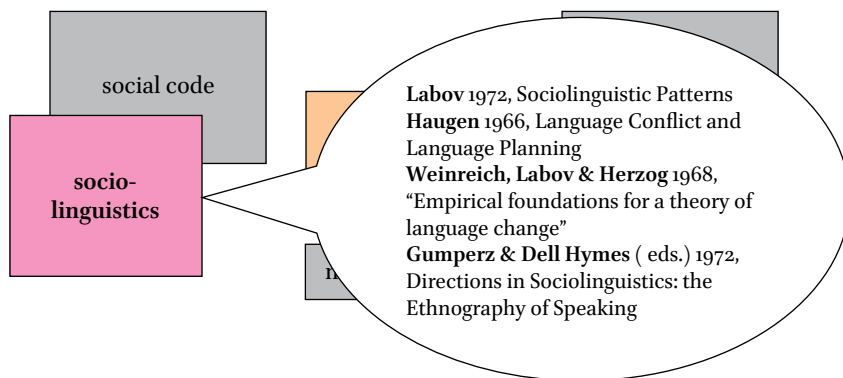 social code
socio-
linguistics
Labov 1972, Sociolinguistic Patterns
Haugen 1966, Language Conflict and
Language Planning
Weinreich, Labov & Herzog 1968,
“Empirical foundations for a theory of
language change”
Gumperz & Dell Hymes ( eds.) 1972,
Directions in Sociolinguistics: the
Ethnography of Speaking